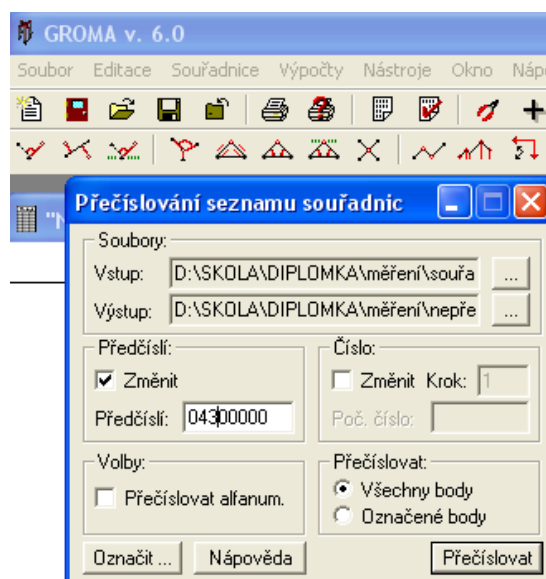 GROMA v. 6.0
Soubor Editace Souřadnice Výpočty Nástroje Okno
Přečíslování seznamu souřadnic
Soubory:
Vstup: D:\SKOLA\DIPLOMKA\měření\souřa ...
Výstup: D:\SKOLA\DIPLOMKA\měření\nepře ...
Předčíslí: Číslo:
Změnit Změnit Krok: 1
Předčíslí: 04300000 Poč. číslo:
Volby: Přečíslovat:
Přečíslovat alfanum. Všechny body
Označené body
Označit ... Nápověda Přečíslovat